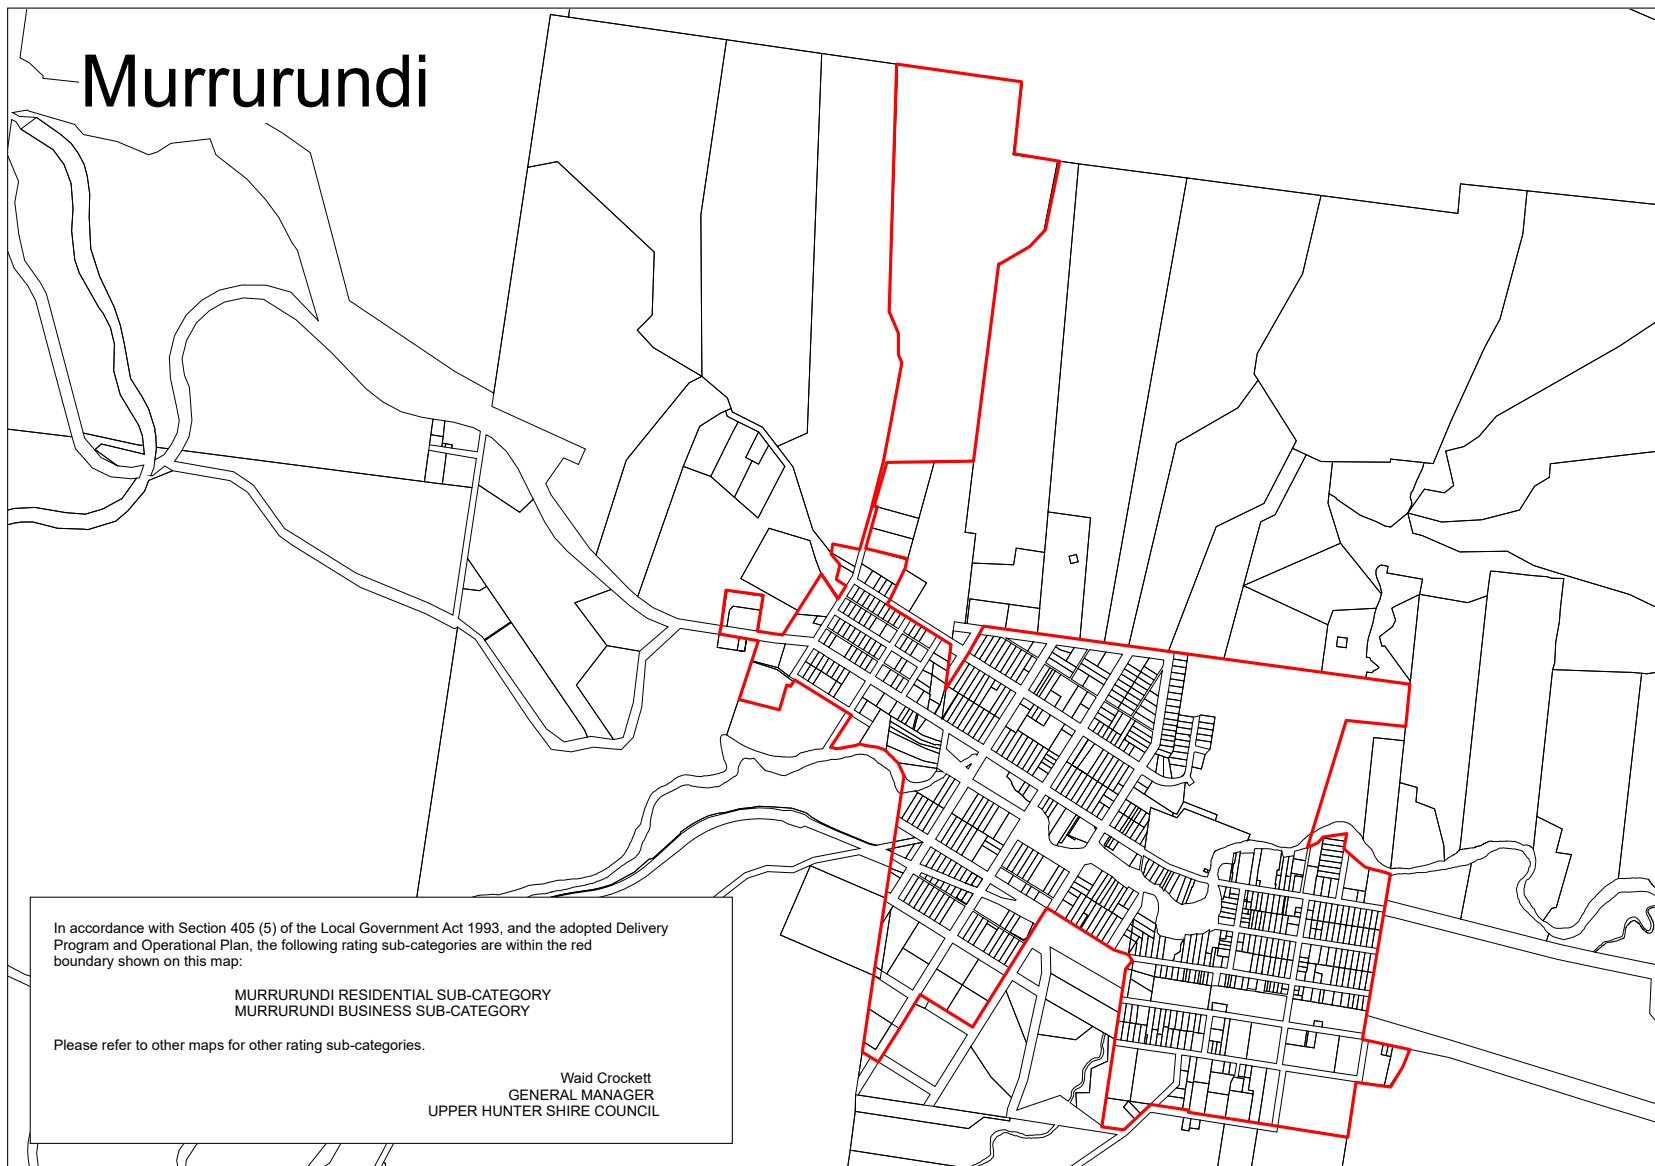 Murrurundi
In accordance with Section 405 (5) of the Local Government Act 1993, and the adopted Delivery
Program and Operational Plan, the following rating sub-categories are within the red
boundary shown on this map:
MURRURUNDI RESIDENTIAL SUB-CATEGORY
MURRURUNDI BUSINESS SUB-CATEGORY
Please refer to other maps for other rating sub-categories.
Waid Crockett
GENERAL MANAGER
UPPER HUNTER SHIRE COUNCIL